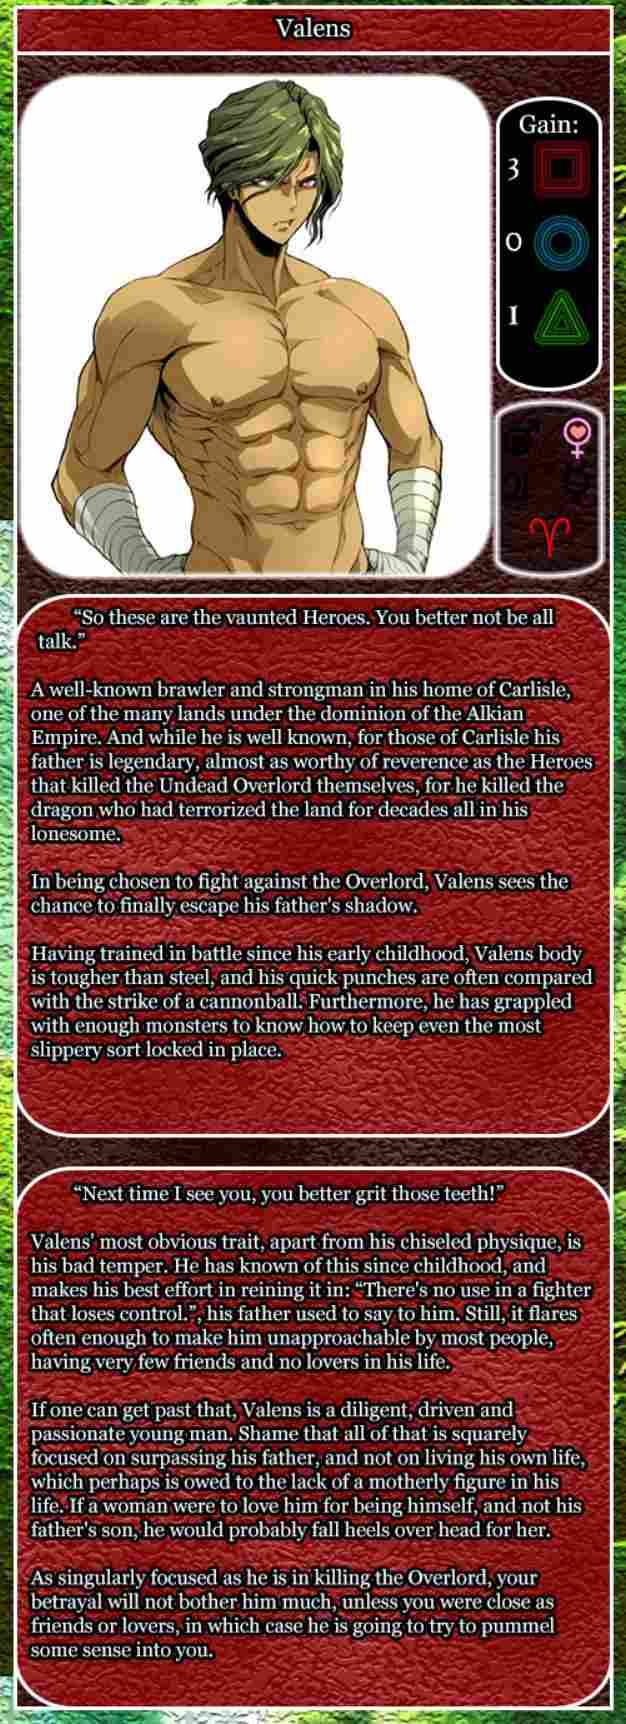 Valens
Gain:
3
0
1
“So these are the vaunted Heroes. You better not be all
talk.”
A well-known brawler and strongman in his home of Carlisle,
one of the many lands under the dominion of the Alkian
Empire. And while he is well known, for those of Carlisle his
father is legendary, almost as worthy of reverence as the Heroes
that killed the Undead Overlord themselves, for he killed the
dragon who had terrorized the land for decades all in his
lonesome.
In being chosen to fight against the Overlord, Valens sees the
chance to finally escape his father's shadow.
Having trained in battle since his early childhood, Valens body
is tougher than steel, and his quick punches are often compared
with the strike of a cannonball. Furthermore, he has grappled
with enough monsters to know how to keep even the most
slippery sort locked in place.
“Next time I see you, you better grit those teeth!”
Valens' most obvious trait, apart from his chiseled physique, is
his bad temper. He has known of this since childhood, and
makes his best effort in reining it in: “There's no use in a fighter
that loses control.”, his father used to say to him. Still, it flares
often enough to make him unapproachable by most people,
having very few friends and no lovers in his life.
If one can get past that, Valens is a diligent, driven and
passionate young man. Shame that all of that is squarely
focused on surpassing his father, and not on living his own life,
which perhaps is owed to the lack of a motherly figure in his
life. If a woman were to love him for being himself, and not his
father's son, he would probably fall heels over head for her.
As singularly focused as he is in killing the Overlord, your
betrayal will not bother him much, unless you were close as
friends or lovers, in which case he is going to try to pummel
some sense into you.